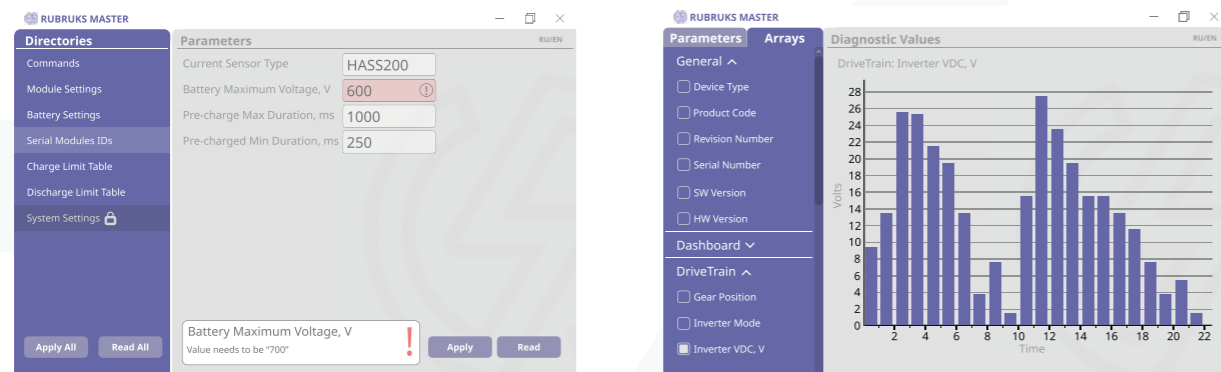 RUBRUKS MASTER
Directories
Commands
Module Settings
Battery Settings
Serial Modules IDs
Charge Limit Table
Discharge Limit Table
System Settings
Apply All
Read All
Parameters
RU/EN
Current Sensor Type
HASS200
Battery Maximum Voltage, V
600
Pre-charge Max Duration, ms
1000
Pre-charged Min Duration, ms
250
Battery Maximum Voltage, V
Value needs to be “700”
!
Apply
Read
RUBRUKS MASTER
Parameters
Arrays
General
Device Type
Product Code
Revision Number
Serial Number
SW Version
HW Version
Dashboard
DriveTrain
Gear Position
Inverter Mode
Inverter VDC, V
Diagnostic Values
RU/EN
DriveTrain: Inverter VDC, V
Volts
28
26
24
22
20
18
16
14
12
10
8
6
4
2
0
2 4 6 8 10 12 14 16 18 20 22
Time